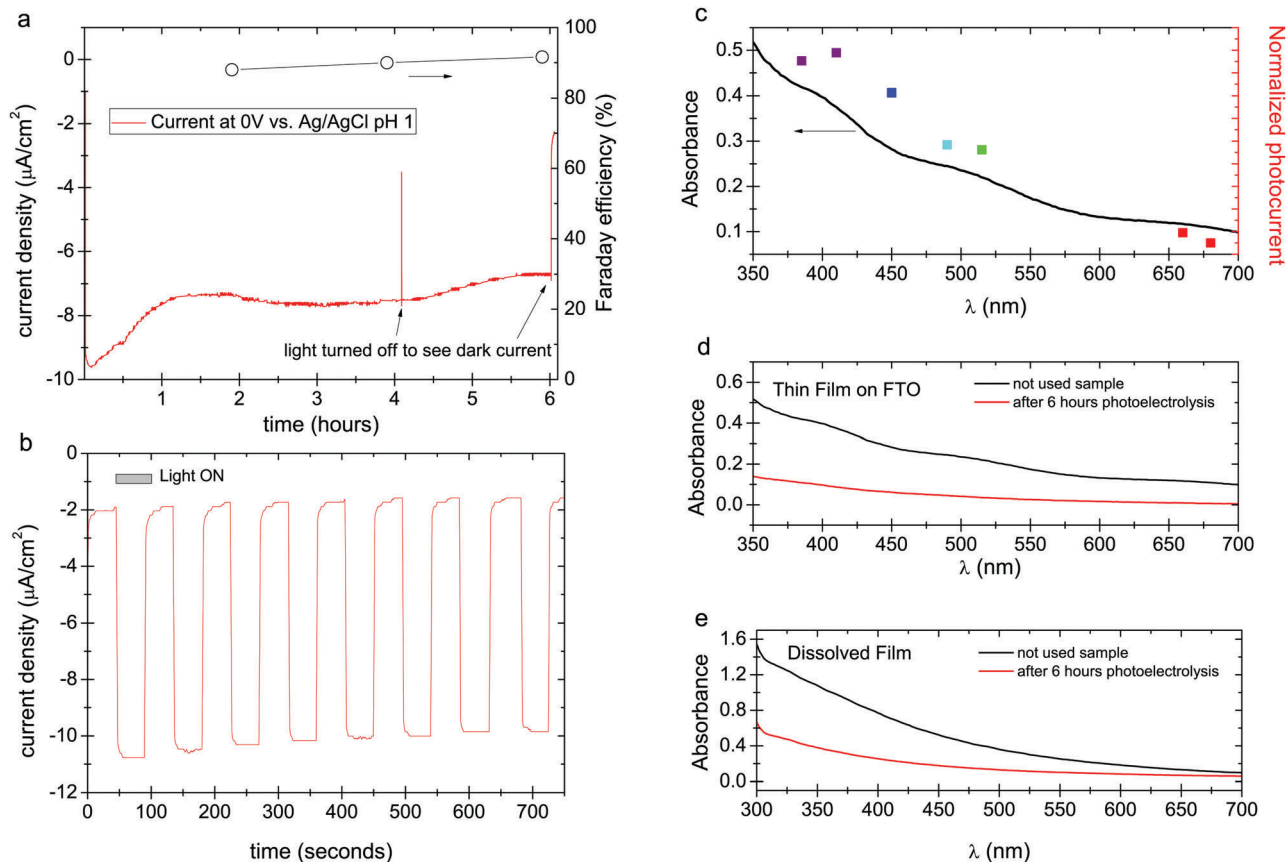 a
100
0
80
Current at 0V vs. Ag/AgCl pH 1
-2
current density (μA/cm²)
60
Faraday efficiency (%)
-4
40
-6
20
-8
light turned off to see dark current
-10
0
1 2 3 4 5 6
time (hours)
b
0
Light ON
-2
-4
current density (μA/cm²)
-6
-8
-10
-12
0 100 200 300 400 500 600 700
time (seconds)
c
0.5
0.4
Absorbance
Normalized photocurrent
0.3
0.2
0.1
350 400 450 500 550 600 650 700
λ (nm)
d
0.6
Thin Film on FTO
not used sample
after 6 hours photoelectrolysis
0.4
Absorbance
0.2
0.0
350 400 450 500 550 600 650 700
λ (nm)
e
1.6
Dissolved Film
not used sample
after 6 hours photoelectrolysis
1.2
Absorbance
0.8
0.4
0.0
300 350 400 450 500 550 600 650 700
λ (nm)